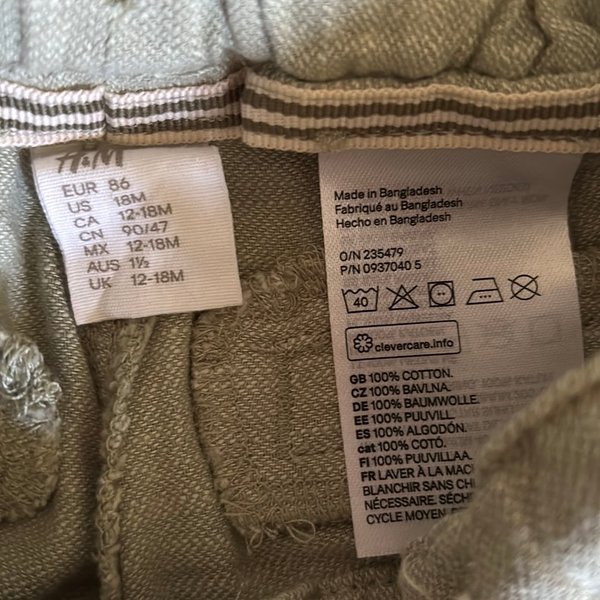 H&M
EUR 86
US 18M
CA 12-18M
CN 90/47
MX 12-18M
AUS 1½
UK 12-18M
Made in Bangladesh
Fabriqué au Bangladesh
Hecho en Bangladesh
O/N 235479
P/N 0937040 5
40
clevercare.info
GB 100% COTTON.
CZ 100% BAVLNA.
DE 100% BAUMWOLLE.
EE 100% PUUVILL.
ES 100% ALGODÓN.
cat 100% COTÓ.
FI 100% PUUVILLAA.
FR LAVER À LA MAC
BLANCHIR SANS CH
NÉCESSAIRE. SÉCH
CYCLE MOYEN.